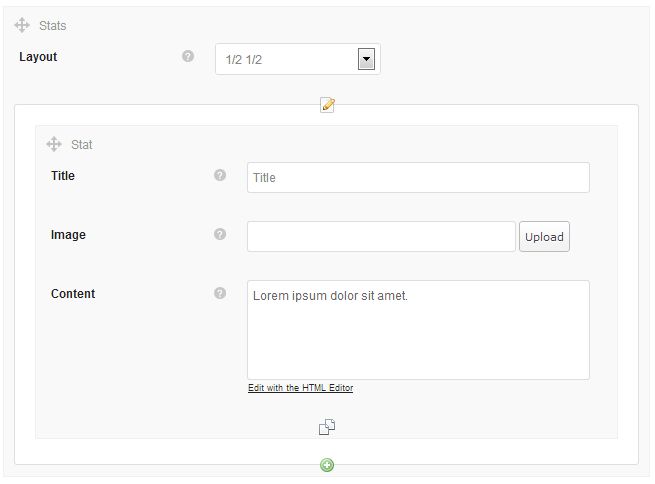 Stats
Layout ? 1/2 1/2
Stat
Title ? Title
Image ? Upload
Content ? Lorem ipsum dolor sit amet.
Edit with the HTML Editor